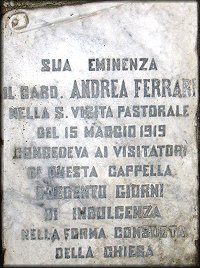 SUA EMINENZA
IL CARD. ANDREA FERRARI
NELLA S. VISITA PASTORALE
DEL 15 MAGGIO 1919
CONCEDEVA AI VISITATORI
DI QUESTA CAPPELLA
DUECENTO GIORNI
DI INDULGENZA
NELLA FORMA CONSUETA
DELLA CHIESA